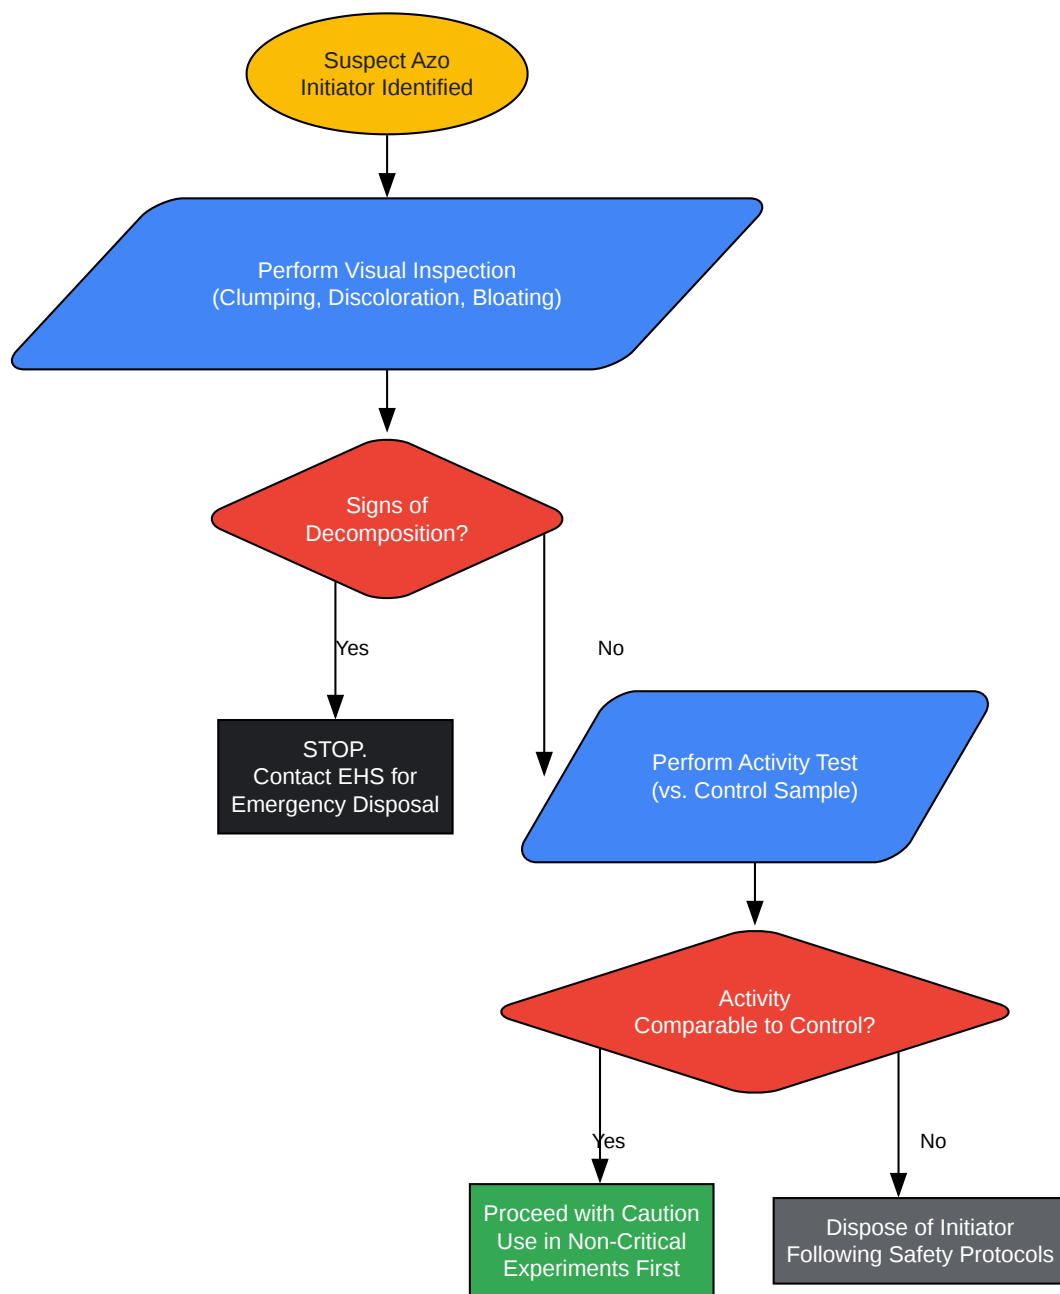 Suspect Azo
Initiator Identified
Perform Visual Inspection
(Clumping, Discoloration, Bloating)
Signs of
Decomposition?
Yes
No
STOP.
Contact EHS for
Emergency Disposal
Perform Activity Test
(vs. Control Sample)
Activity
Comparable to Control?
Yes
No
Proceed with Caution
Use in Non-Critical
Experiments First
Dispose of Initiator
Following Safety Protocols